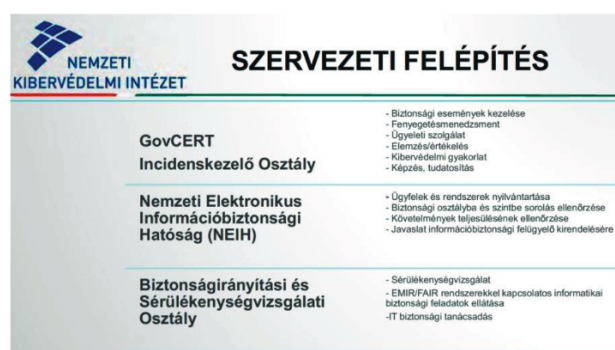 NEMZETI
KIBERVÉDELMI INTÉZET
SZERVEZETI FELÉPÍTÉS
GovCERT
Incidenskezelő Osztály
- Biztonsági események kezelése
- Fenyegetésmenedzsment
- Ügyeleti szolgálat
- Elemzés/értékelés
- Kibervédelmi gyakorlat
- Képzés, tudatosítás
Nemzeti Elektronikus
Információbiztonsági
Hatóság (NEIH)
- Ügyfelek és rendszerek nyilvántartása
- Biztonsági osztályba és szintbe sorolás ellenőrzése
- Követelmények teljesülésének ellenőrzése
- Javaslat információbiztonsági felügyelő kirendelésére
Biztonságirányítási és
Sérülékenységvizsgálati
Osztály
- Sérülékenységvizsgálat
- EMIR/FAIR rendszerekkel kapcsolatos informatikai
biztonsági feladatok ellátása
-IT biztonsági tanácsadás